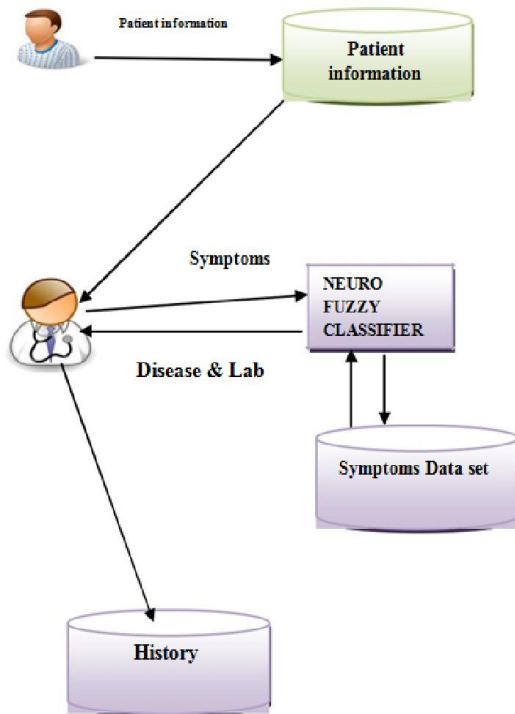 Patient information
Patient
information
Symptoms
NEURO
FUZZY
CLASSIFIER
Disease & Lab
Symptoms Data set
History